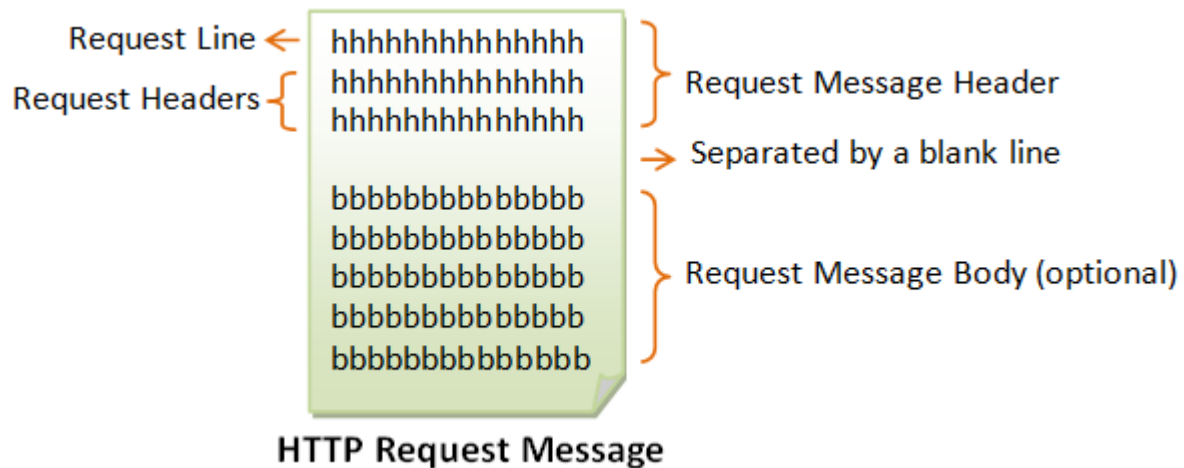 Request Line
Request Headers
hhhhhhhhhhhhhh
hhhhhhhhhhhhhh
hhhhhhhhhhhhhh
bbbbbbbbbbbbbb
bbbbbbbbbbbbbb
bbbbbbbbbbbbbb
bbbbbbbbbbbbbb
bbbbbbbbbbbbbb
Request Message Header
Separated by a blank line
Request Message Body (optional)
HTTP Request Message